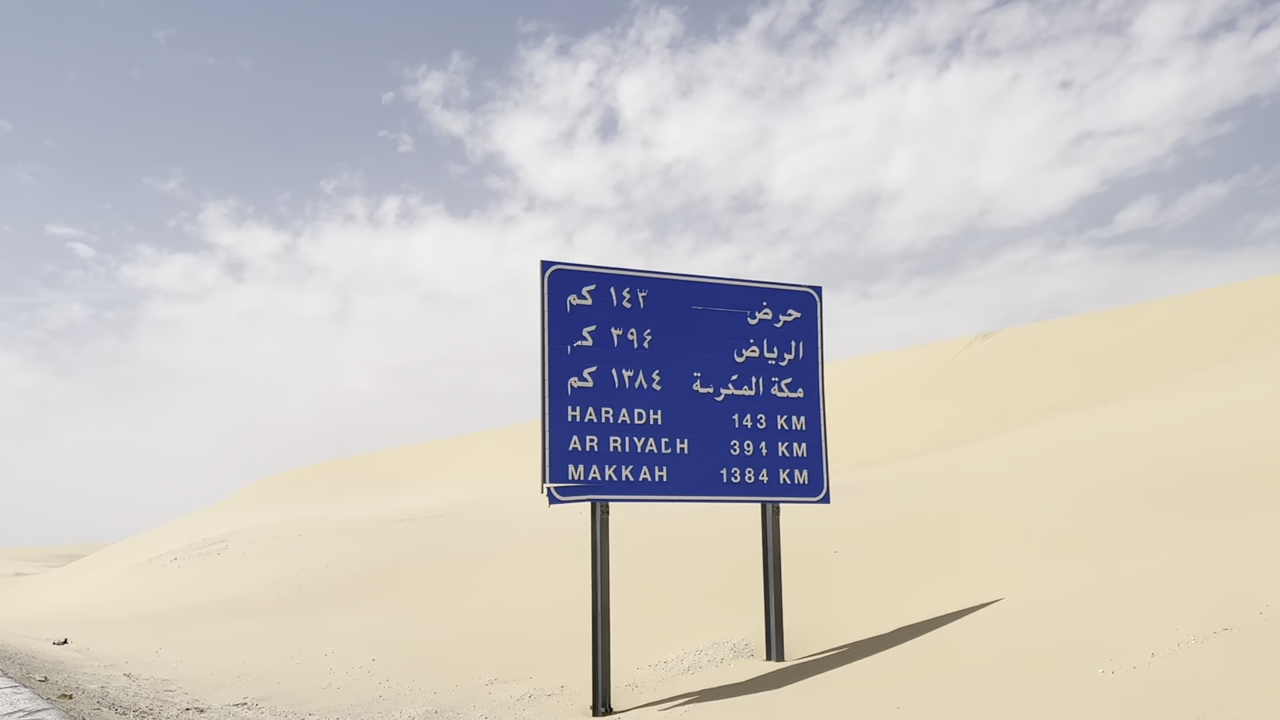 حرض ١٤٣ كم
الرياض ٣٩٤ كم
مكة المكرمة ١٣٨٤ كم
HARADH 143 KM
AR RIYADH 394 KM
MAKKAH 1384 KM